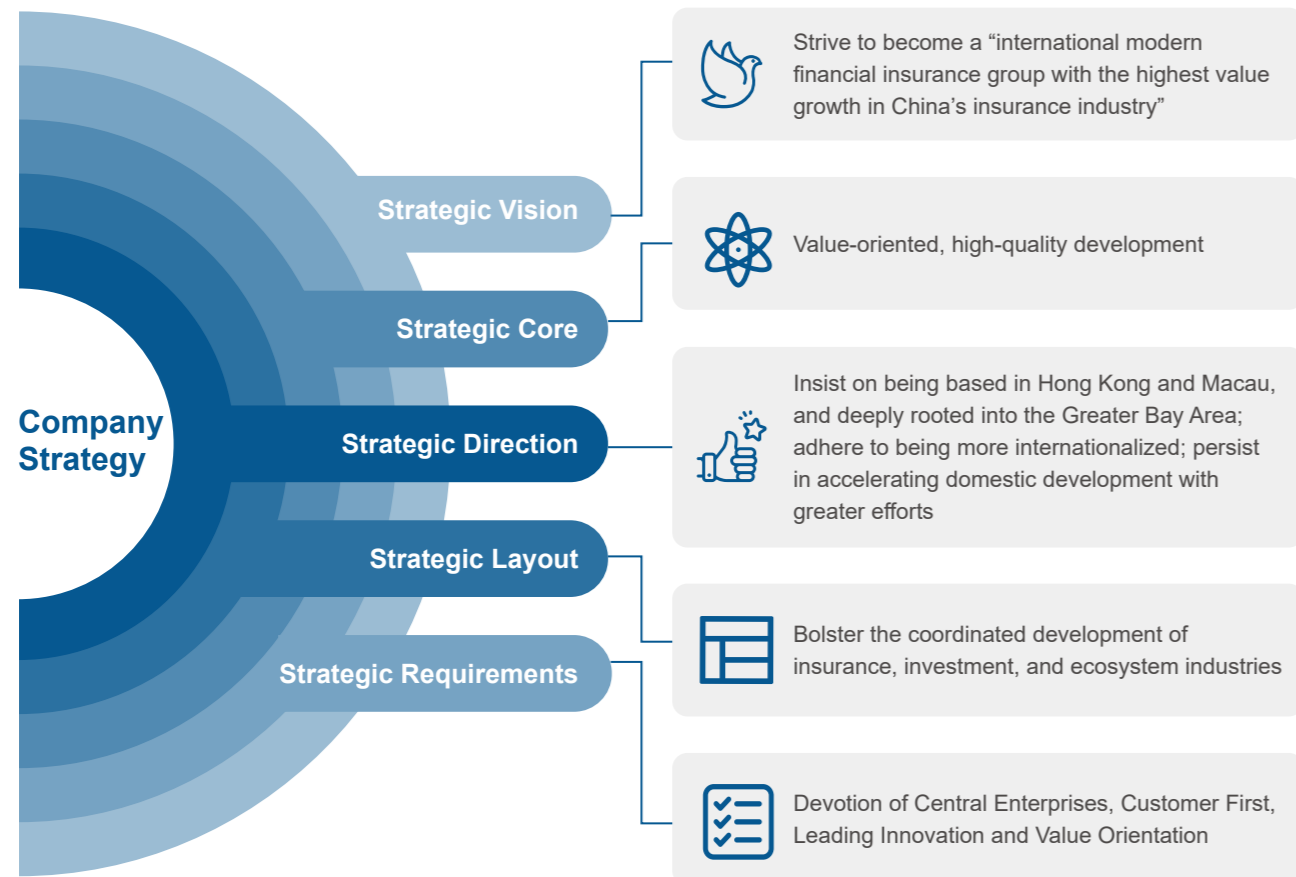 Company
Strategy
Strategic Vision
Strive to become a “international modern
financial insurance group with the highest value
growth in China’s insurance industry”
Strategic Core
Value-oriented, high-quality development
Strategic Direction
Insist on being based in Hong Kong and Macau,
and deeply rooted into the Greater Bay Area;
adhere to being more internationalized; persist
in accelerating domestic development with
greater efforts
Strategic Layout
Bolster the coordinated development of
insurance, investment, and ecosystem industries
Strategic Requirements
Devotion of Central Enterprises, Customer First,
Leading Innovation and Value Orientation